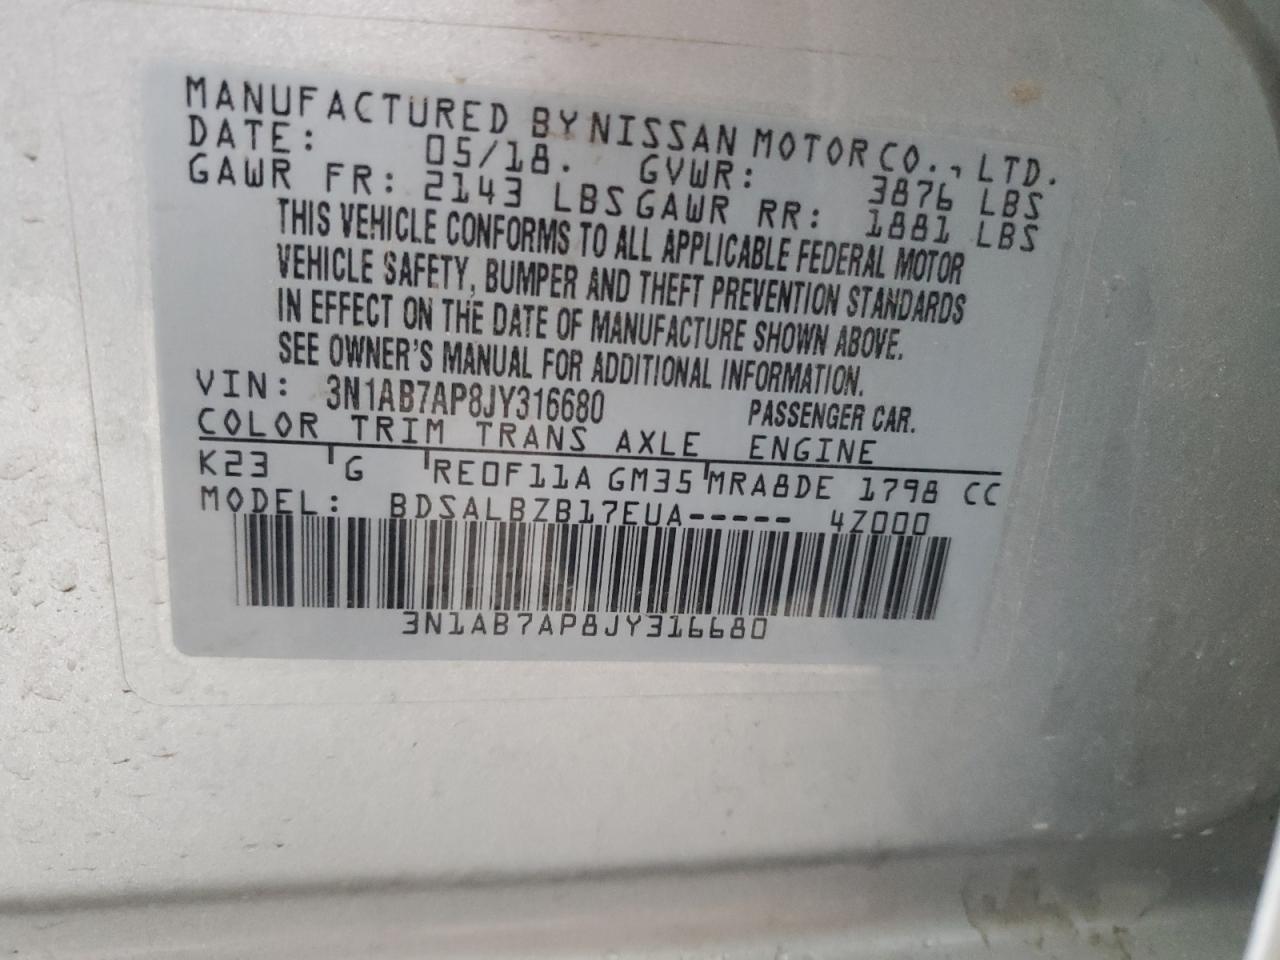 MANUFACTURED BY NISSAN MOTOR CO., LTD.
DATE: 05/18. GVWR: 3876 LBS
GAWR FR: 2143 LBS GAWR RR: 1881 LBS
THIS VEHICLE CONFORMS TO ALL APPLICABLE FEDERAL MOTOR
VEHICLE SAFETY, BUMPER AND THEFT PREVENTION STANDARDS
IN EFFECT ON THE DATE OF MANUFACTURE SHOWN ABOVE.
SEE OWNER'S MANUAL FOR ADDITIONAL INFORMATION.
VIN: 3N1AB7AP8JY316680 PASSENGER CAR.
COLOR TRIM TRANS AXLE ENGINE
K23 G RE0F11A GM35 MRA8DE 1798 CC
MODEL: BDSALBZB17EUA----- 4Z000
3N1AB7AP8JY316680